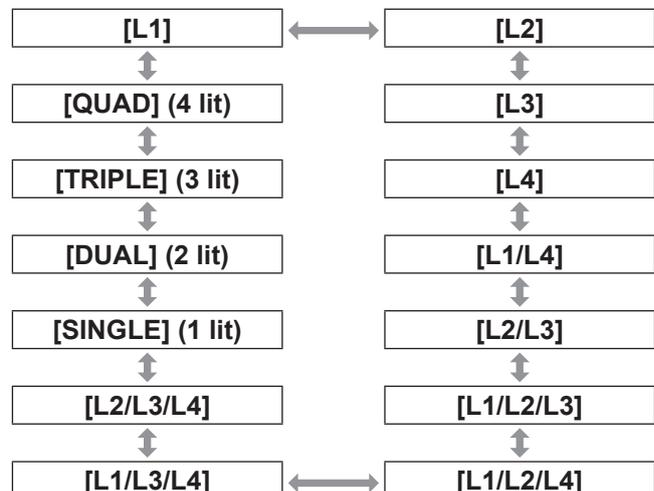 [L1]
[L2]
[QUAD] (4 lit)
[L3]
[TRIPLE] (3 lit)
[L4]
[DUAL] (2 lit)
[L1/L4]
[SINGLE] (1 lit)
[L2/L3]
[L2/L3/L4]
[L1/L2/L3]
[L1/L3/L4]
[L1/L2/L4]